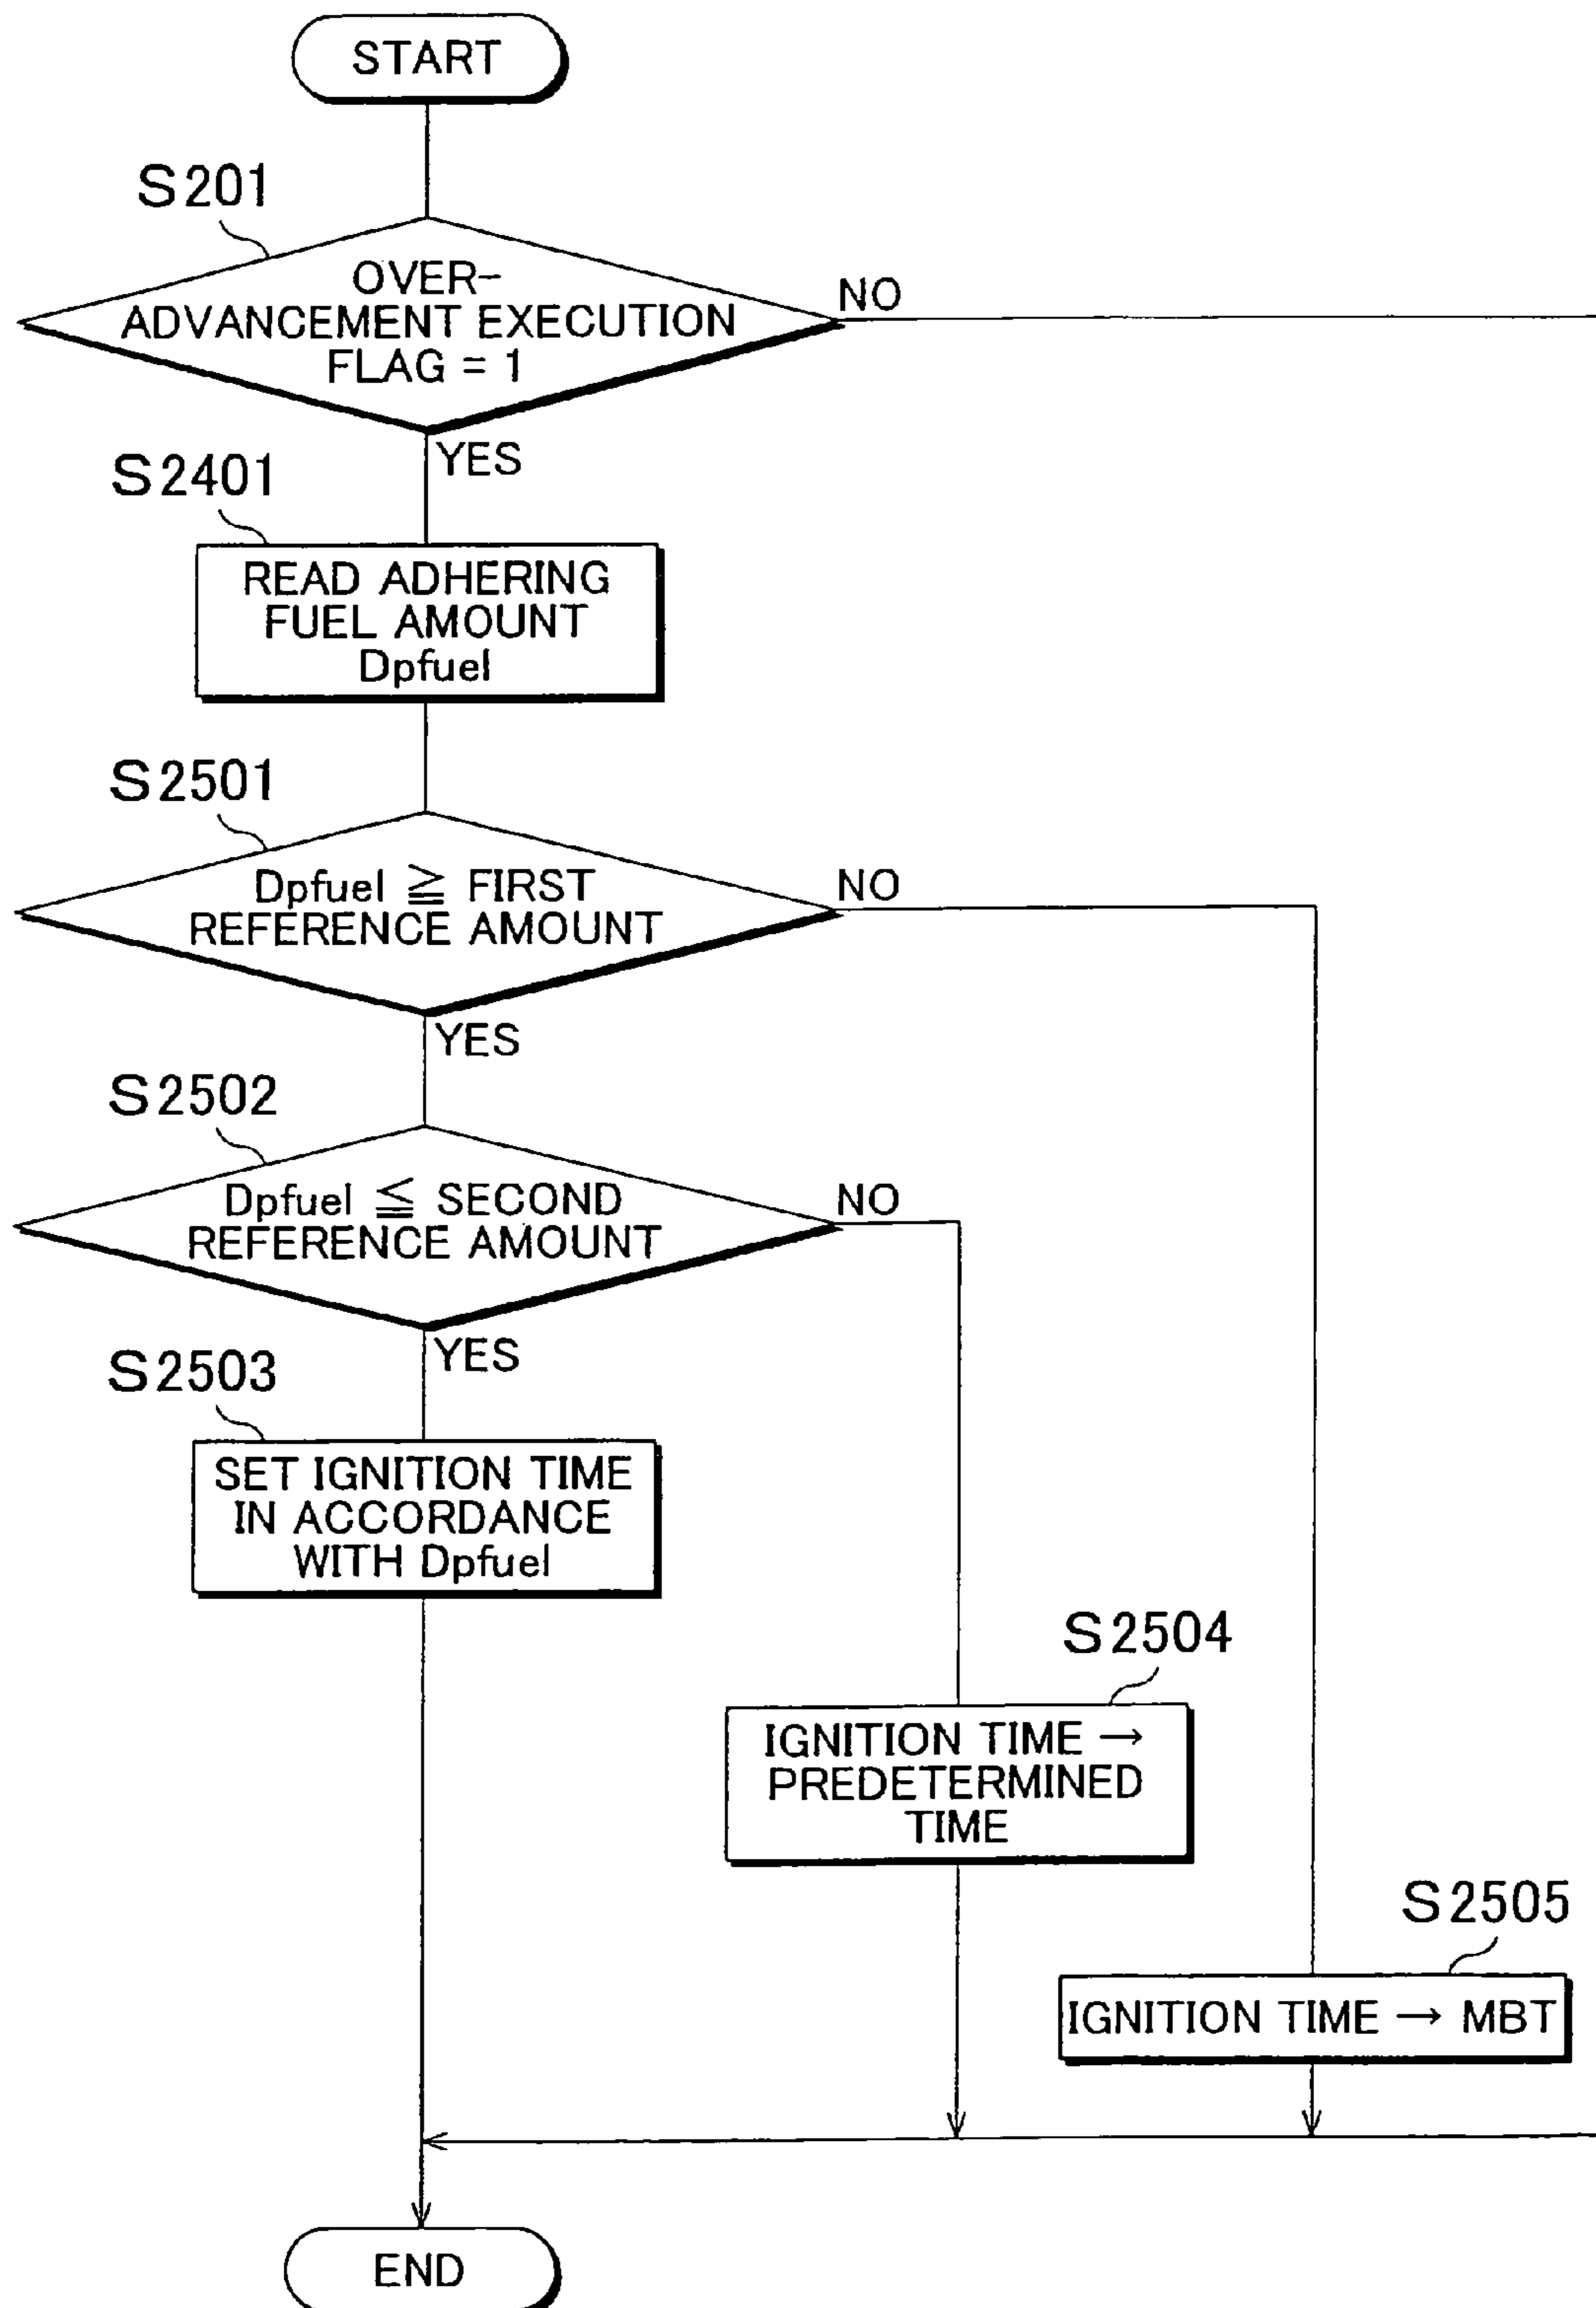 START
S201
OVER-
ADVANCEMENT EXECUTION
FLAG = 1
NO
YES
S2401
READ ADHERING
FUEL AMOUNT
Dpfuel
S2501
Dpfuel ≧ FIRST
REFERENCE AMOUNT
NO
YES
S2502
Dpfuel ≦ SECOND
REFERENCE AMOUNT
NO
YES
S2503
SET IGNITION TIME
IN ACCORDANCE
WITH Dpfuel
S2504
IGNITION TIME →
PREDETERMINED
TIME
S2505
IGNITION TIME → MBT
END